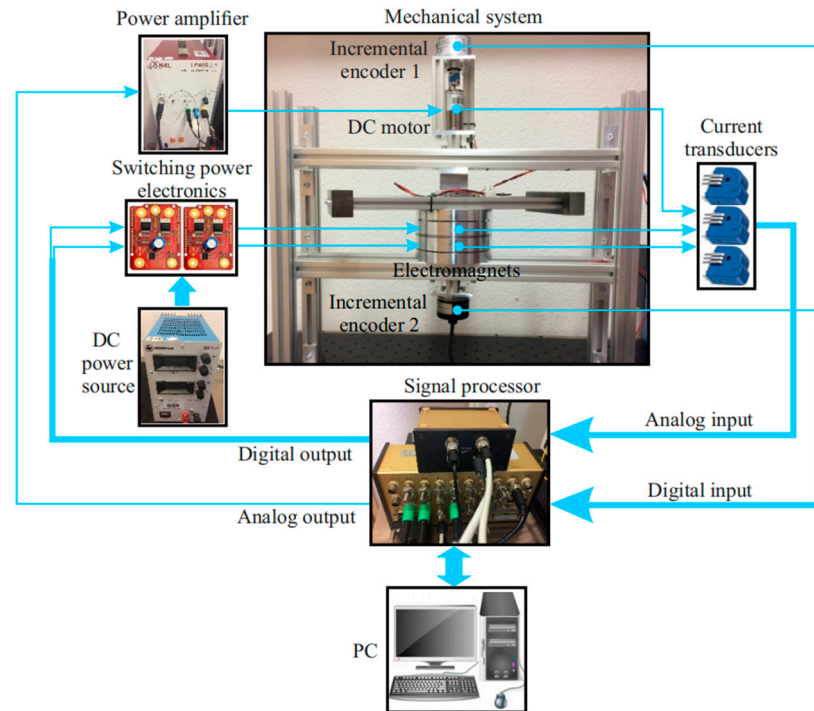 Power amplifier
Mechanical system
Incremental
encoder 1
DC motor
Current
transducers
Switching power
electronics
Electromagnets
Incremental
encoder 2
DC
power
source
Signal processor
Analog input
Digital output
Digital input
Analog output
PC